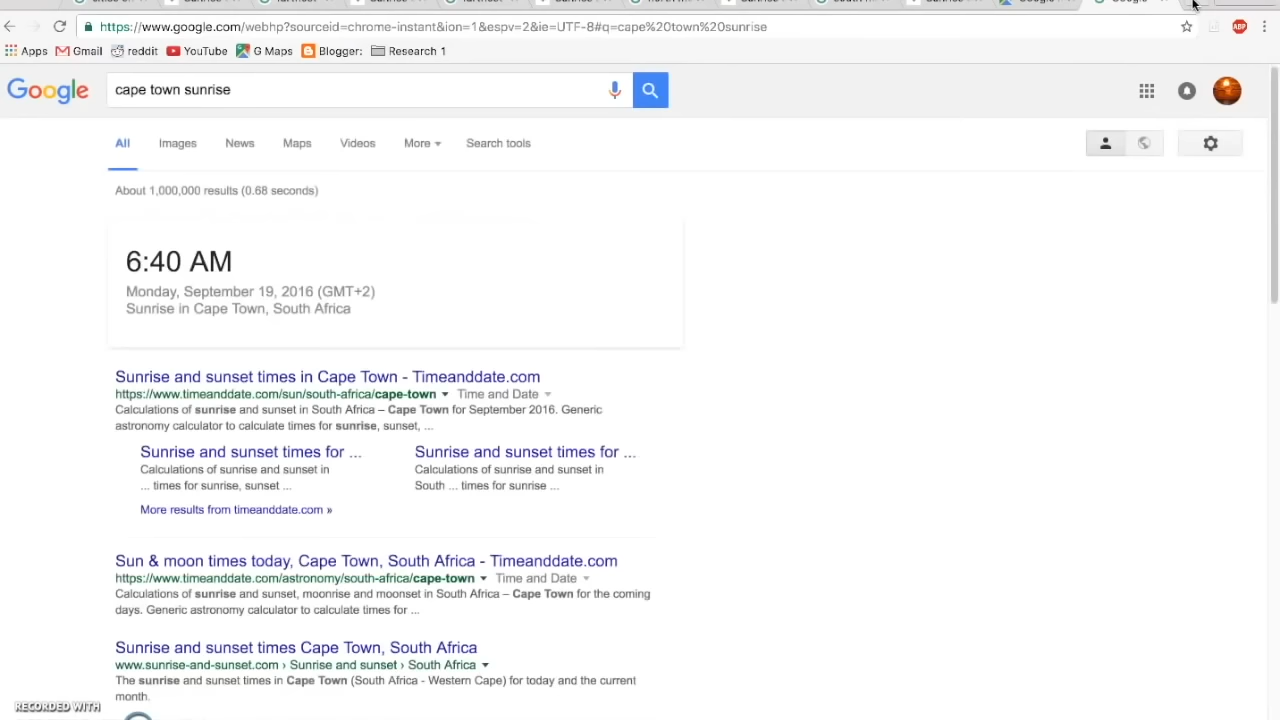 https://www.google.com/webhp?sourceid=chrome-instant&ion=1&espv=2&ie=UTF-8#q=cape%20town%20sunrise
Apps Gmail reddit YouTube G Maps Blogger: Research 1
Google cape town sunrise
All Images News Maps Videos More Search tools
About 1,000,000 results (0.68 seconds)
6:40 AM
Monday, September 19, 2016 (GMT+2)
Sunrise in Cape Town, South Africa
Sunrise and sunset times in Cape Town - Timeanddate.com
https://www.timeanddate.com/sun/south-africa/cape-town Time and Date
Calculations of sunrise and sunset in South Africa – Cape Town for September 2016. Generic
astronomy calculator to calculate times for sunrise, sunset, ...
Sunrise and sunset times for ... Sunrise and sunset times for ...
Calculations of sunrise and sunset in Calculations of sunrise and sunset in
... times for sunrise, sunset ... South ... times for sunrise ...
More results from timeanddate.com »
Sun & moon times today, Cape Town, South Africa - Timeanddate.com
https://www.timeanddate.com/astronomy/south-africa/cape-town Time and Date
Calculations of sunrise and sunset, moonrise and moonset in South Africa – Cape Town for the coming
days. Generic astronomy calculator to calculate times for ...
Sunrise and sunset times Cape Town, South Africa
www.sunrise-and-sunset.com › Sunrise and sunset › South Africa
The sunrise and sunset times in Cape Town (South Africa - Western Cape) for today and the current
month.
RECORDED WITH